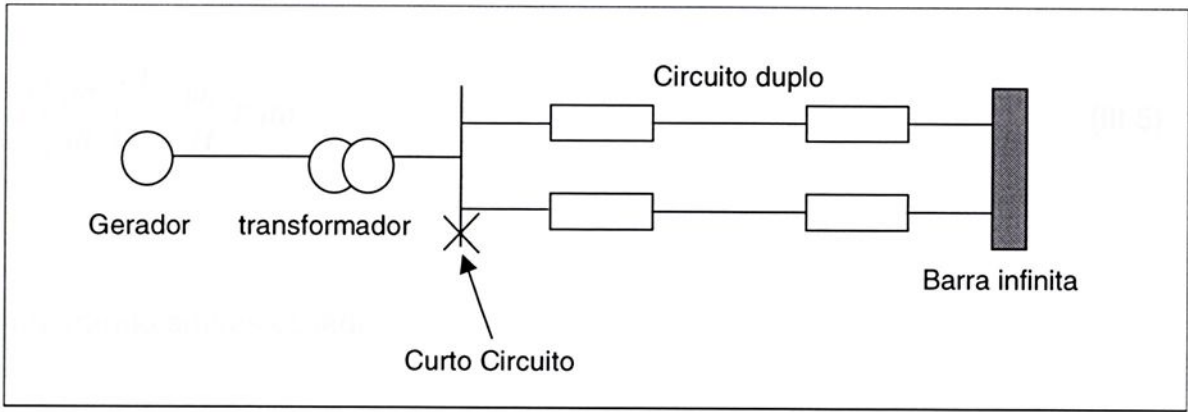 Circuito duplo
Gerador
transformador
Barra infinita
Curto Circuito